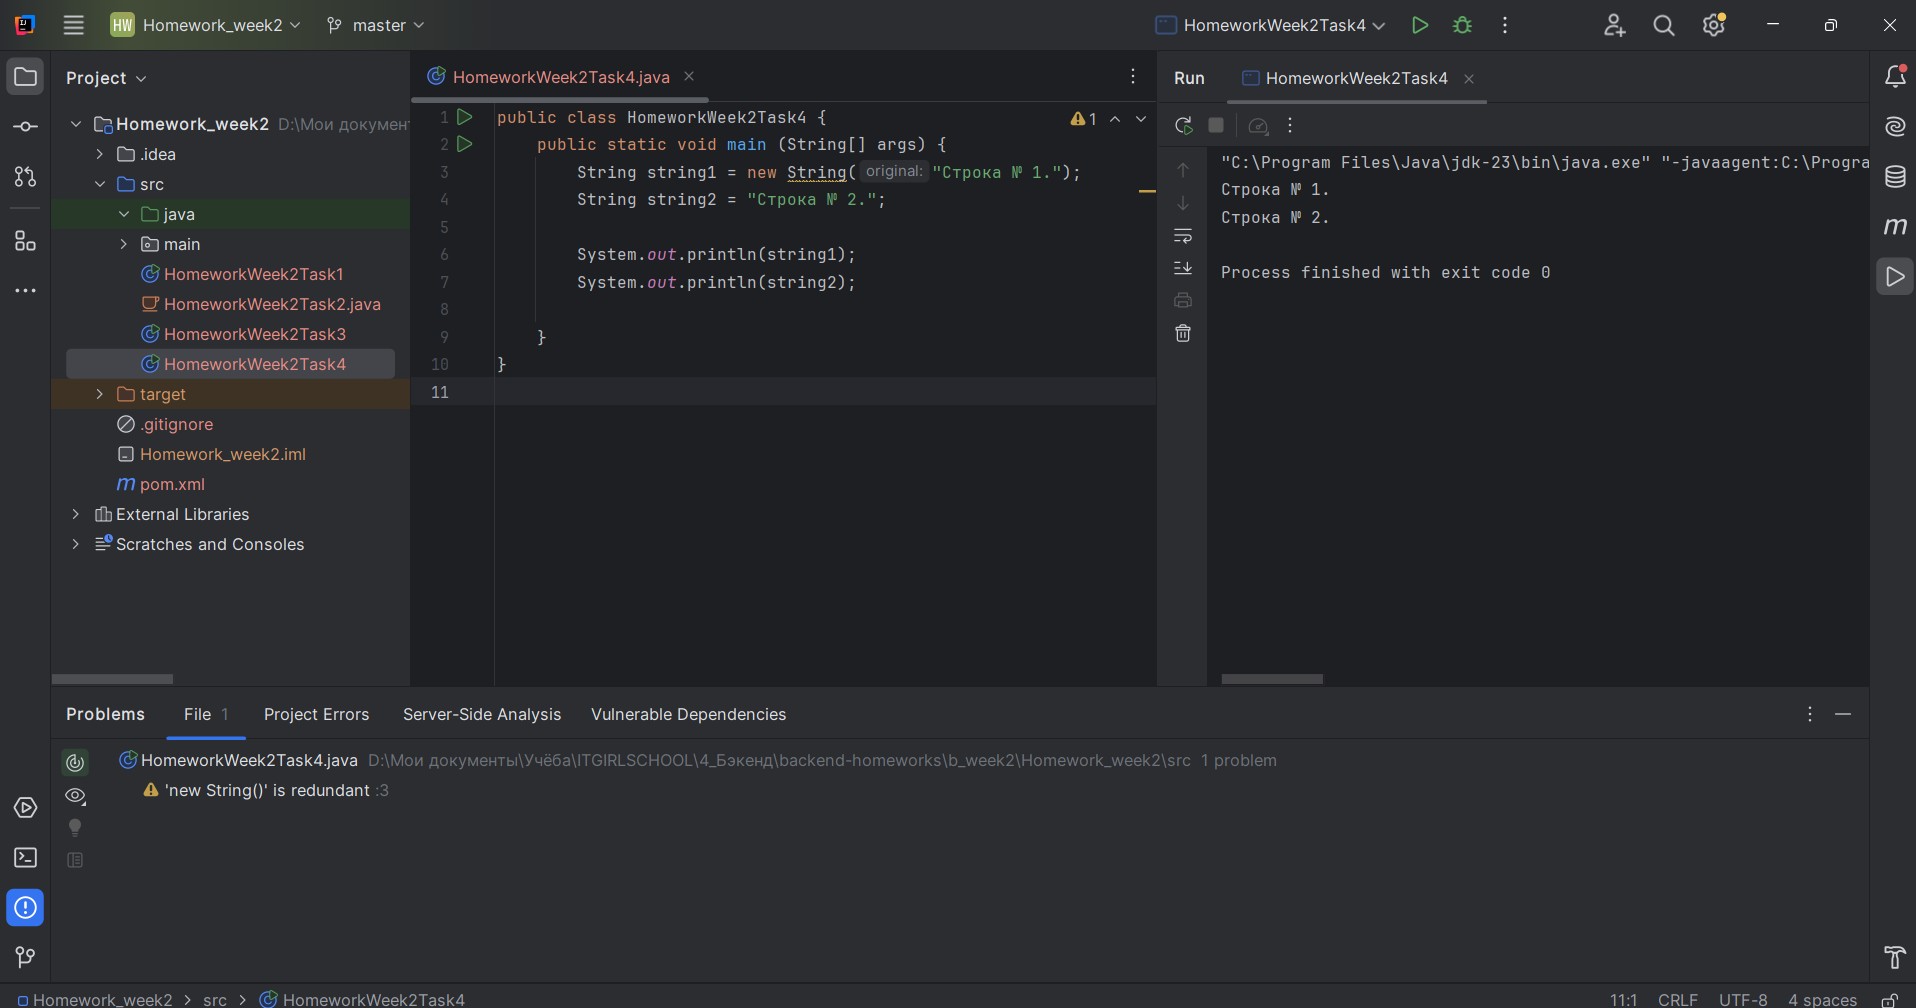 HW Homework_week2 master HomeworkWeek2Task4
Project
Homework_week2 D:\Мои докумен
.idea
src
java
main
HomeworkWeek2Task1
HomeworkWeek2Task2.java
HomeworkWeek2Task3
HomeworkWeek2Task4
target
.gitignore
Homework_week2.iml
m pom.xml
External Libraries
Scratches and Consoles
HomeworkWeek2Task4.java
1 public class HomeworkWeek2Task4 { 1
2 public static void main (String[] args) {
3 String string1 = new String( original: "Строка № 1.");
4 String string2 = "Строка № 2.";
5
6 System.out.println(string1);
7 System.out.println(string2);
8
9 }
10 }
11
Run HomeworkWeek2Task4
"C:\Program Files\Java\jdk-23\bin\java.exe" "-javaagent:C:\Progra
Строка № 1.
Строка № 2.
Process finished with exit code 0
m
Problems File 1 Project Errors Server-Side Analysis Vulnerable Dependencies
HomeworkWeek2Task4.java D:\Мои документы\Учёба\ITGIRLSCHOOL\4_Бэкенд\backend-homeworks\b_week2\Homework_week2\src 1 problem
'new String()' is redundant :3
Homework_week2 > src > HomeworkWeek2Task4 11:1 CRLF UTF-8 4 spaces